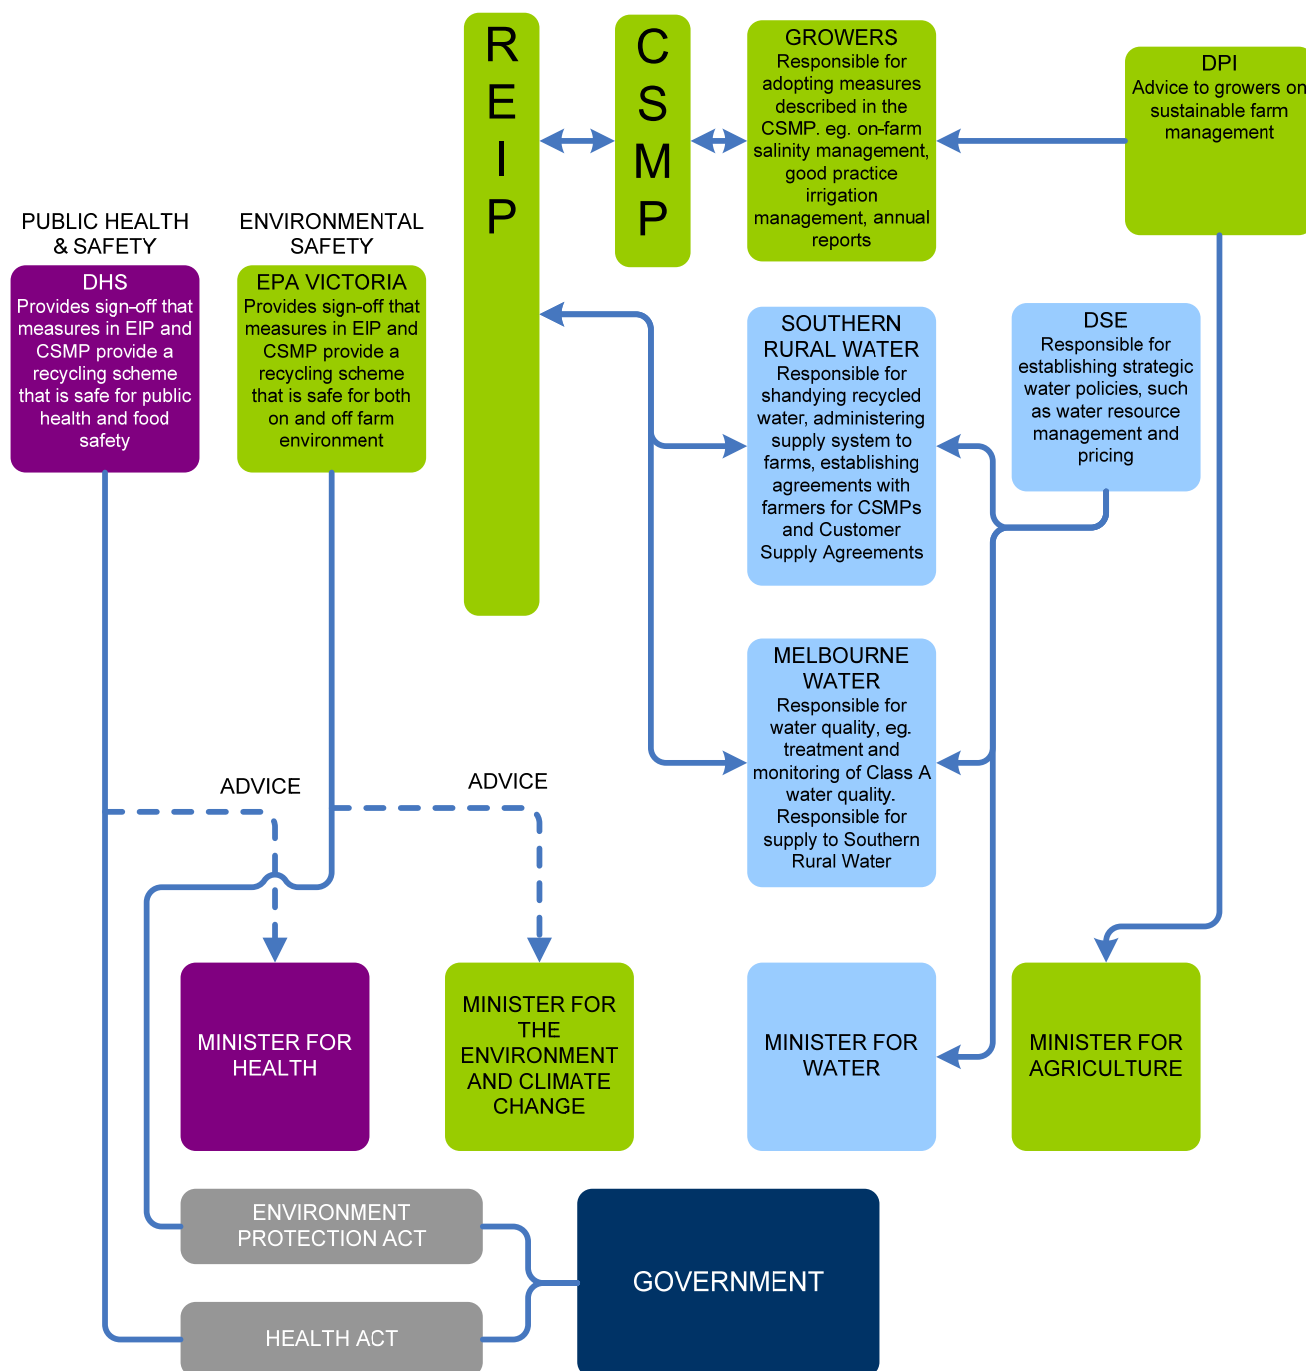 R
E
I
P
C
S
M
P
GROWERS
Responsible for
adopting measures
described in the
CSMP. eg. on-farm
salinity management,
good practice
irrigation
management, annual
reports
DPI
Advice to growers on
sustainable farm
management
PUBLIC HEALTH
& SAFETY
ENVIRONMENTAL
SAFETY
DHS
Provides sign-off that
measures in EIP and
CSMP provide a
recycling scheme
that is safe for public
health and food
safety
EPA VICTORIA
Provides sign-off that
measures in EIP and
CSMP provide a
recycling scheme
that is safe for both
on and off farm
environment
SOUTHERN
RURAL WATER
Responsible for
shandying recycled
water, administering
supply system to
farms, establishing
agreements with
farmers for CSMPs
and Customer
Supply Agreements
DSE
Responsible for
establishing strategic
water policies, such
as water resource
management and
pricing
MELBOURNE
WATER
Responsible for
water quality, eg.
treatment and
monitoring of Class A
water quality.
Responsible for
supply to Southern
Rural Water
ADVICE
ADVICE
MINISTER FOR
HEALTH
MINISTER FOR
THE
ENVIRONMENT
AND CLIMATE
CHANGE
MINISTER FOR
WATER
MINISTER FOR
AGRICULTURE
ENVIRONMENT
PROTECTION ACT
GOVERNMENT
HEALTH ACT